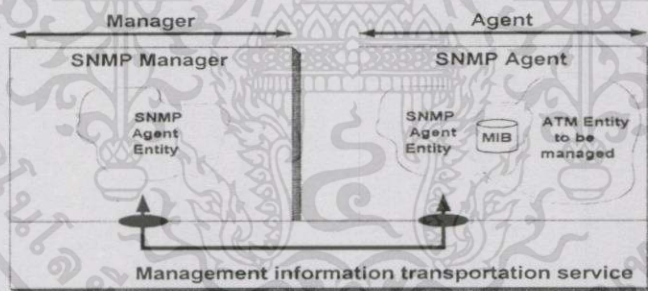 Manager
Agent
SNMP Manager
SNMP Agent
SNMP
Agent
Entity
SNMP
Agent
Entity
MIB
ATM Entity
to be
managed
Management information transportation service